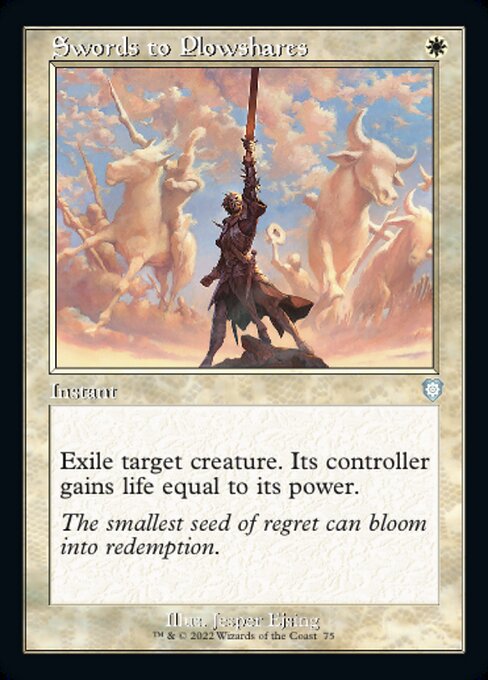 Swords to Plowshares
Instant
Exile target creature. Its controller
gains life equal to its power.
The smallest seed of regret can bloom
into redemption.
Illus. Jesper Ejsing
™ & © 2022 Wizards of the Coast 75